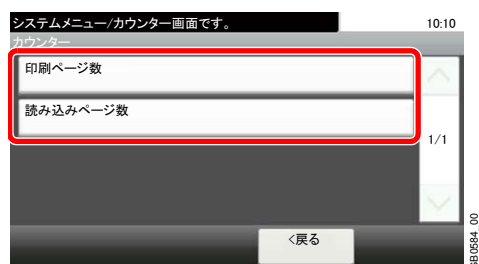 システムメニュー/カウンター画面です。
10:10
カウンター
印刷ページ数
読み込みページ数
1/1
<戻る
GB0584_00